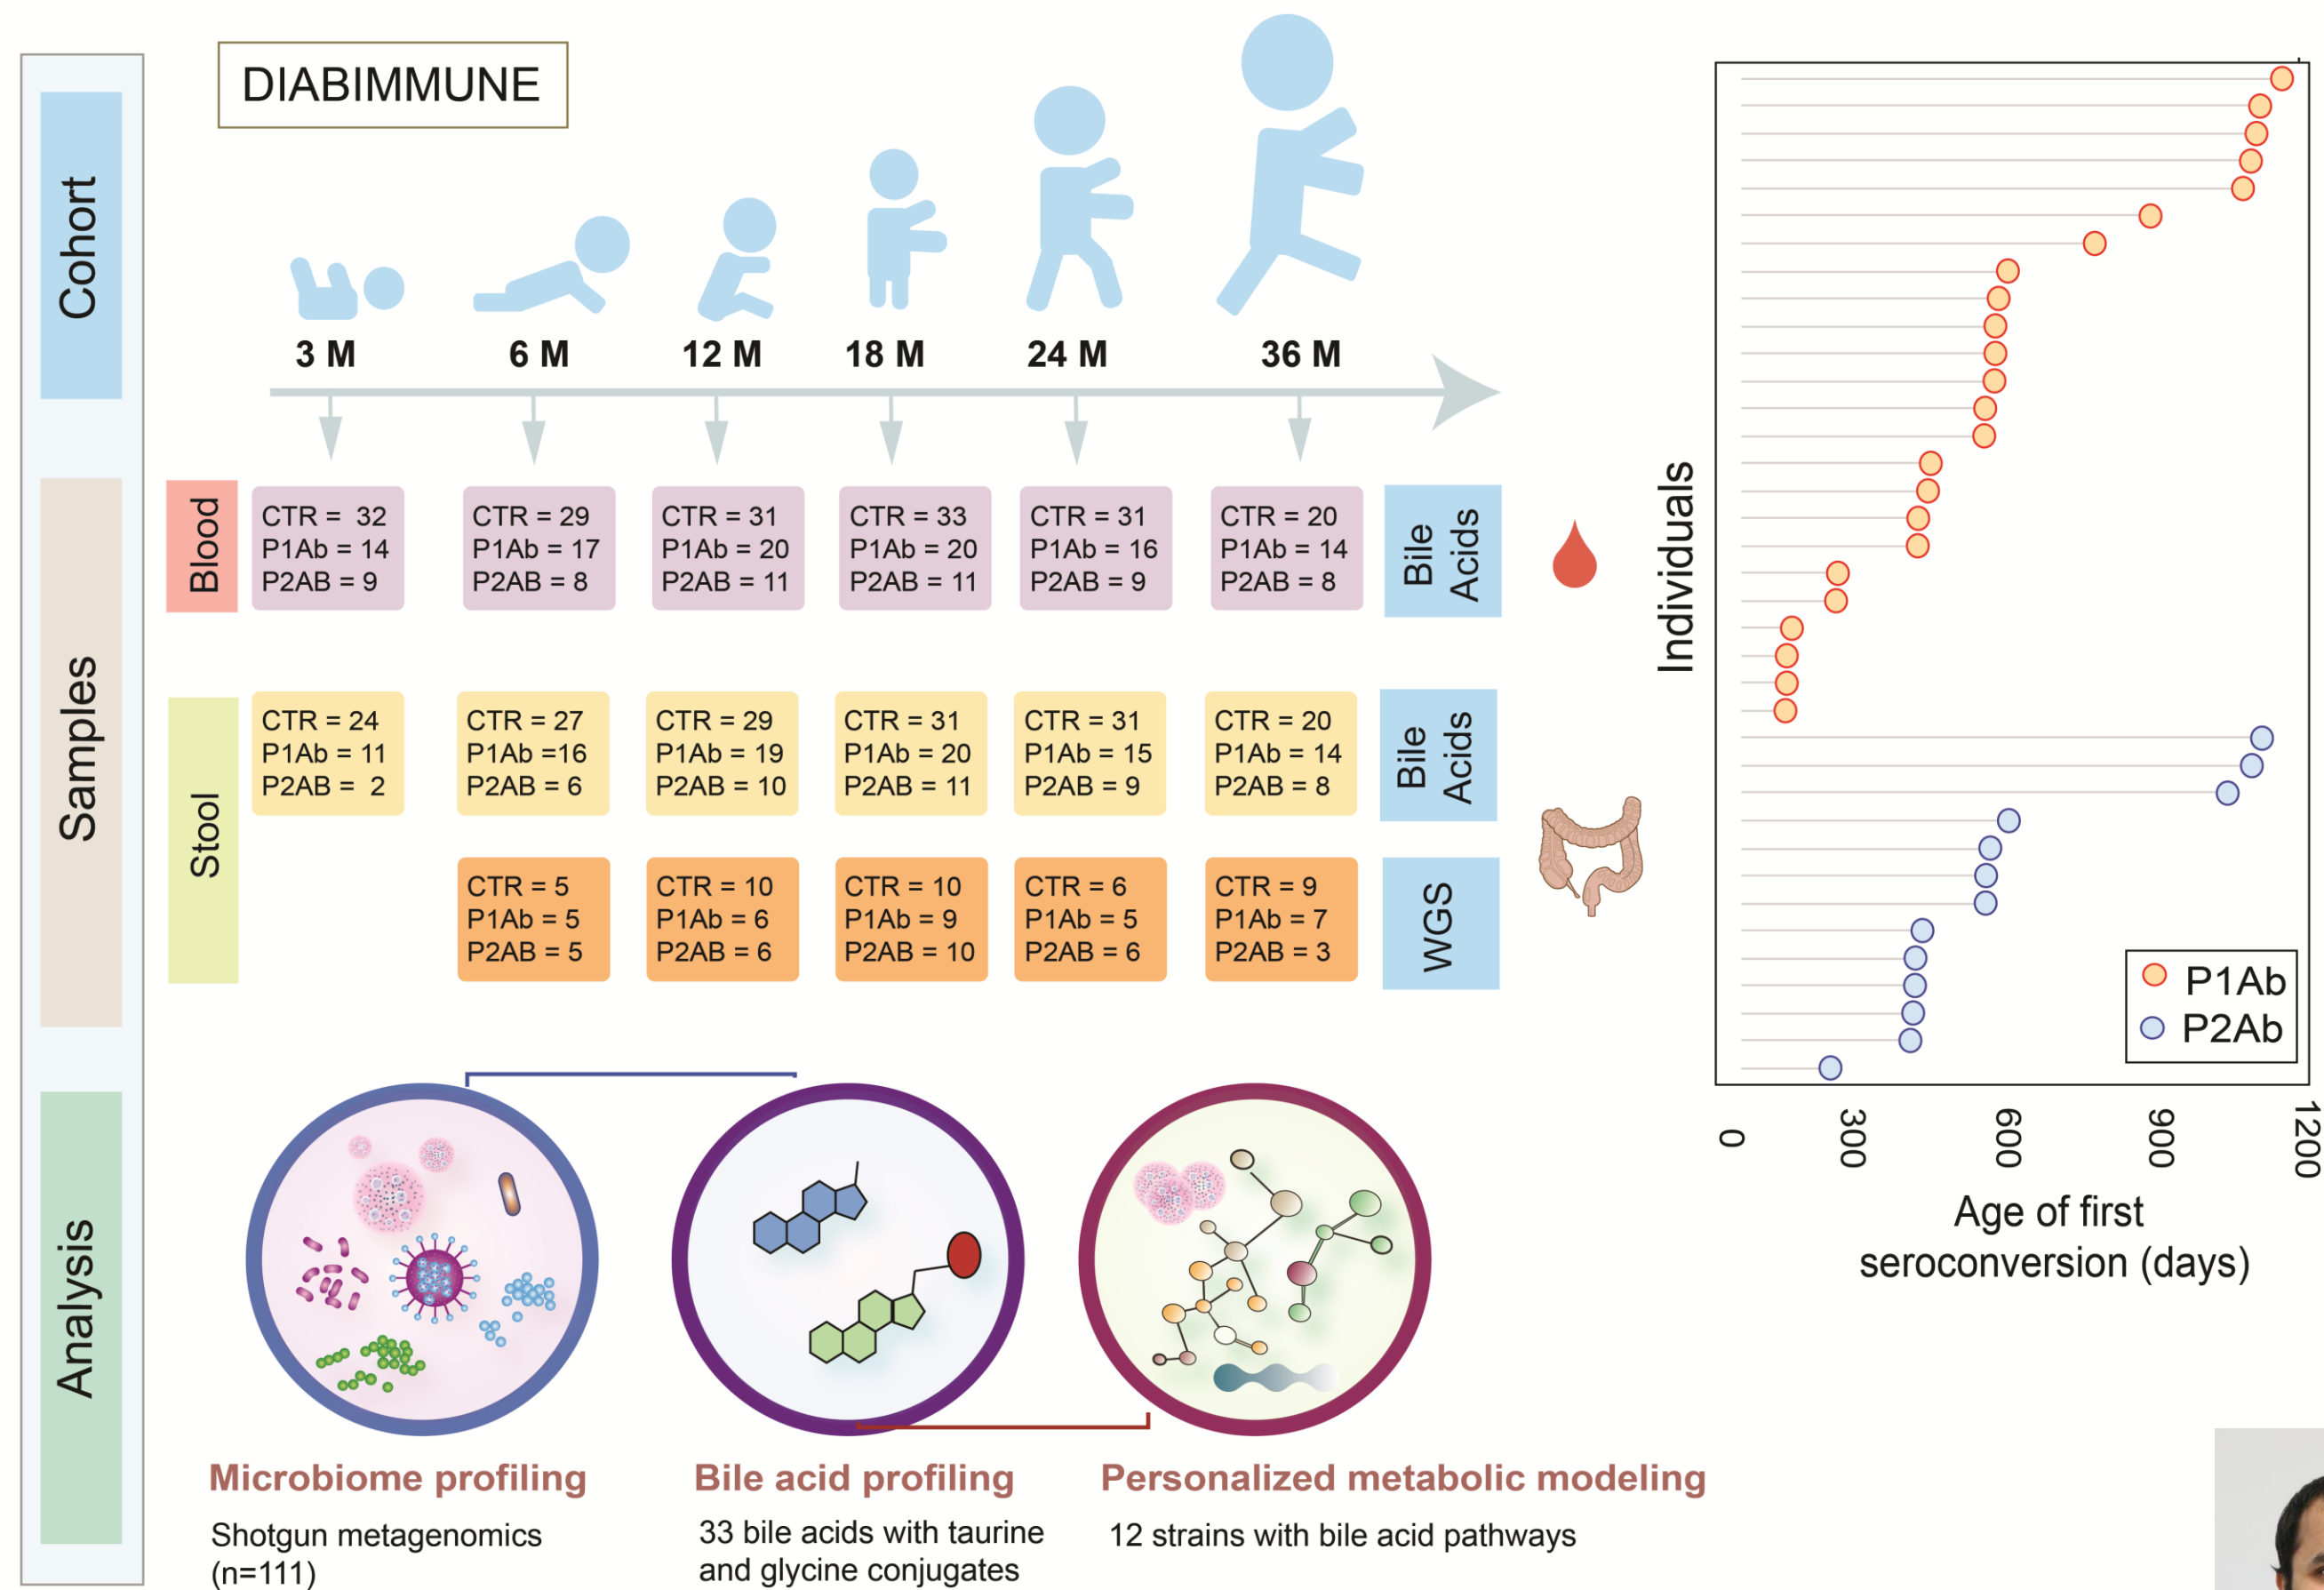 DIABIMMUNE
Cohort
3 M
6 M
12 M
18 M
24 M
36 M
Samples
Blood
CTR =  32
P1Ab = 14
P2AB = 9
CTR = 29
P1Ab = 17
P2AB = 8
CTR = 31
P1Ab = 20
P2AB = 11
CTR = 33
P1Ab = 20
P2AB = 11
CTR = 31
P1Ab = 16
P2AB = 9
CTR = 20
P1Ab = 14
P2AB = 8
Bile
Acids
Stool
CTR = 24
P1Ab = 11
P2AB =  2
CTR = 27
P1Ab =16
P2AB = 6
CTR = 29
P1Ab = 19
P2AB = 10
CTR = 31
P1Ab = 20
P2AB = 11
CTR = 31
P1Ab = 15
P2AB = 9
CTR = 20
P1Ab = 14
P2AB = 8
Bile
Acids
CTR = 5
P1Ab = 5
P2AB = 5
CTR = 10
P1Ab = 6
P2AB = 6
CTR = 10
P1Ab = 9
P2AB = 10
CTR = 6
P1Ab = 5
P2AB = 6
CTR = 9
P1Ab = 7
P2AB = 3
WGS
Analysis
Microbiome profiling
Shotgun metagenomics
(n=111)
Bile acid profiling
33 bile acids with taurine
and glycine conjugates
Personalized metabolic modeling
12 strains with bile acid pathways
Individuals
P1Ab
P2Ab
0
300
600
900
1200
Age of first
seroconversion (days)